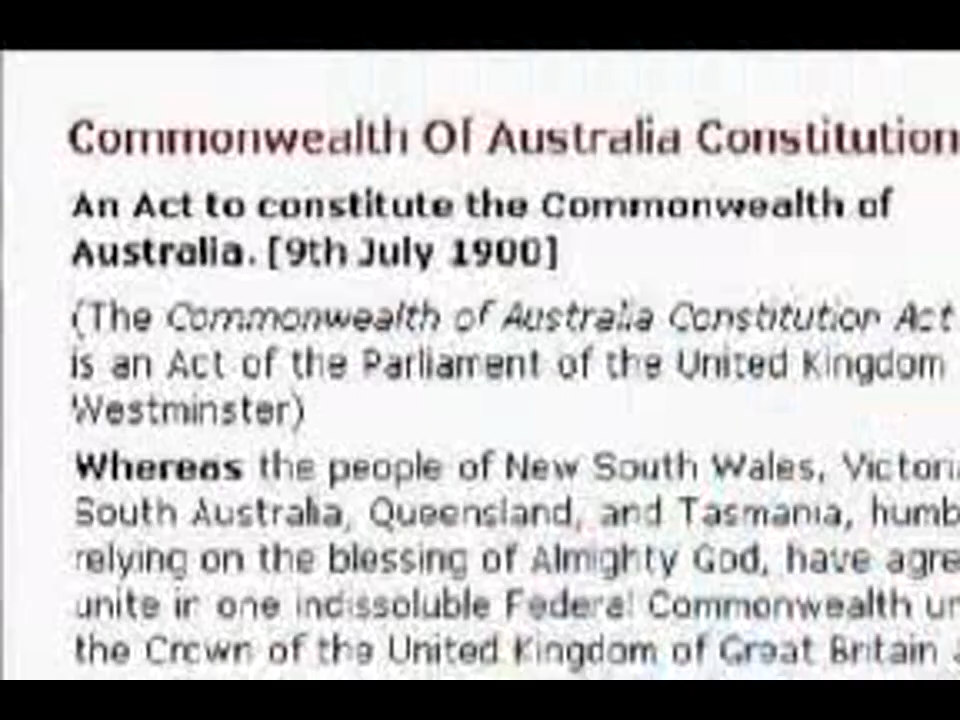 Commonwealth Of Australia Constitution
An Act to constitute the Commonwealth of
Australia. [9th July 1900]
(The Commonwealth of Australia Constitution Act
is an Act of the Parliament of the United Kingdom
Westminster)
Whereas the people of New South Wales,
South Australia, Queensland, and Tasmania,
relying on the blessing of Almighty God, have
unite in one indissoluble Federal Commonwealth
the Crown of the United Kingdom of Great Britain